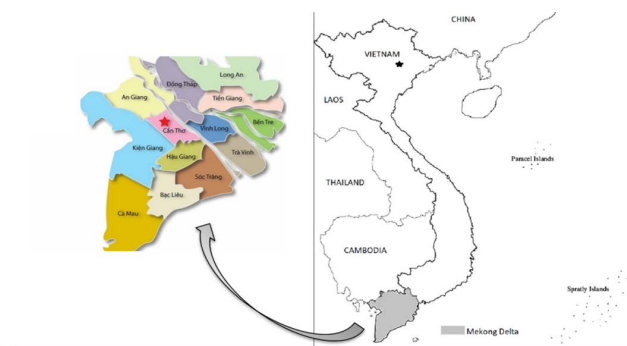 Long An
Đồng Tháp
An Giang
Tiền Giang
Bến Tre
Cần Thơ
Vĩnh Long
Kiên Giang
Hậu Giang
Trà Vinh
Sóc Trăng
Bạc Liêu
Cà Mau
CHINA
VIETNAM
LAOS
Paracel Islands
THAILAND
CAMBODIA
Spratly Islands
Mekong Delta